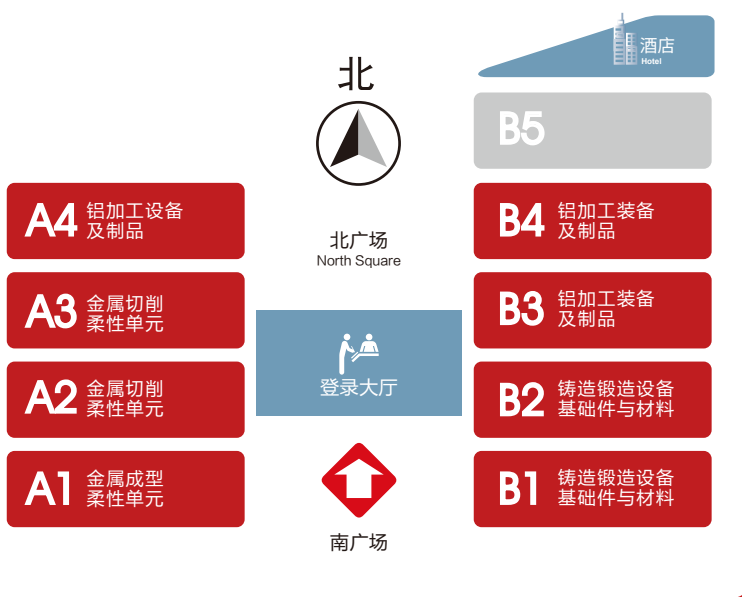 酒店
Hotel
北
B5
A4 铝加工设备
及制品
北广场
North Square
B4 铝加工装备
及制品
A3 金属切削
柔性单元
B3 铝加工装备
及制品
登录大厅
A2 金属切削
柔性单元
B2 铸造锻造设备
基础件与材料
A1 金属成型
柔性单元
B1 铸造锻造设备
基础件与材料
南广场